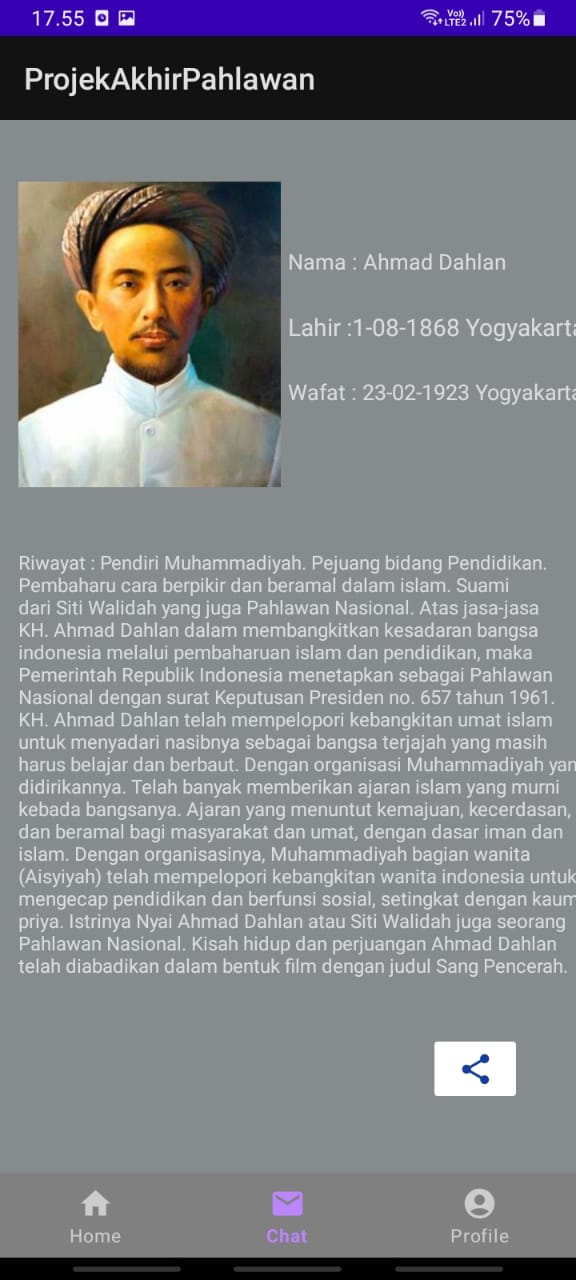 17.55
Vo)) LTE2 75%
ProjekAkhirPahlawan
Nama : Ahmad Dahlan
Lahir :1-08-1868 Yogyakarta
Wafat : 23-02-1923 Yogyakarta
Riwayat : Pendiri Muhammadiyah. Pejuang bidang Pendidikan.
Pembaharu cara berpikir dan beramal dalam islam. Suami
dari Siti Walidah yang juga Pahlawan Nasional. Atas jasa-jasa
KH. Ahmad Dahlan dalam membangkitkan kesadaran bangsa
indonesia melalui pembaharuan islam dan pendidikan, maka
Pemerintah Republik Indonesia menetapkan sebagai Pahlawan
Nasional dengan surat Keputusan Presiden no. 657 tahun 1961.
KH. Ahmad Dahlan telah mempelopori kebangkitan umat islam
untuk menyadari nasibnya sebagai bangsa terjajah yang masih
harus belajar dan berbaut. Dengan organisasi Muhammadiyah yan
didirikannya. Telah banyak memberikan ajaran islam yang murni
kebada bangsanya. Ajaran yang menuntut kemajuan, kecerdasan,
dan beramal bagi masyarakat dan umat, dengan dasar iman dan
islam. Dengan organisasinya, Muhammadiyah bagian wanita
(Aisyiyah) telah mempelopori kebangkitan wanita indonesia untuk
mengecap pendidikan dan berfunsi sosial, setingkat dengan kaum
priya. Istrinya Nyai Ahmad Dahlan atau Siti Walidah juga seorang
Pahlawan Nasional. Kisah hidup dan perjuangan Ahmad Dahlan
telah diabadikan dalam bentuk film dengan judul Sang Pencerah.
Home
Chat
Profile